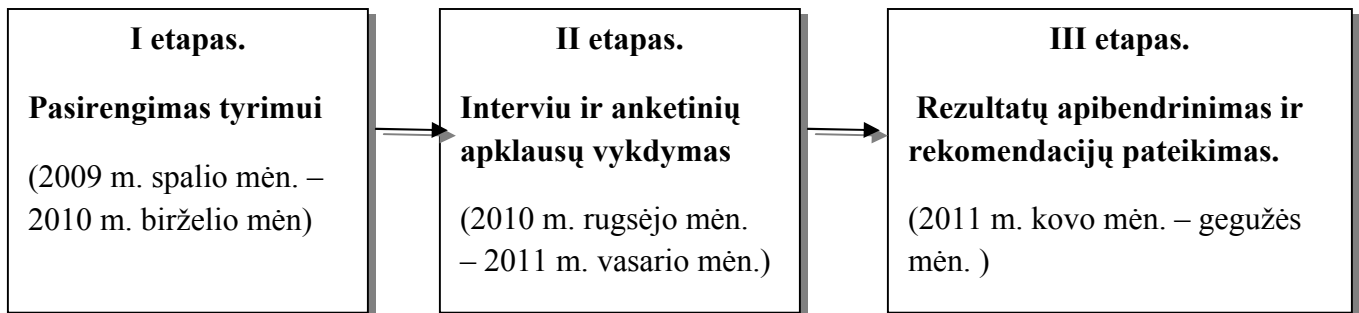 I etapas.
Pasirengimas tyrimui
(2009 m. spalio mėn. –
2010 m. birželio mėn)
II etapas.
Interviu ir anketinių
apklausų vykdymas
(2010 m. rugsėjo mėn.
– 2011 m. vasario mėn.)
III etapas.
Rezultatų apibendrinimas ir
rekomendacijų pateikimas.
(2011 m. kovo mėn. – gegužės
mėn. )